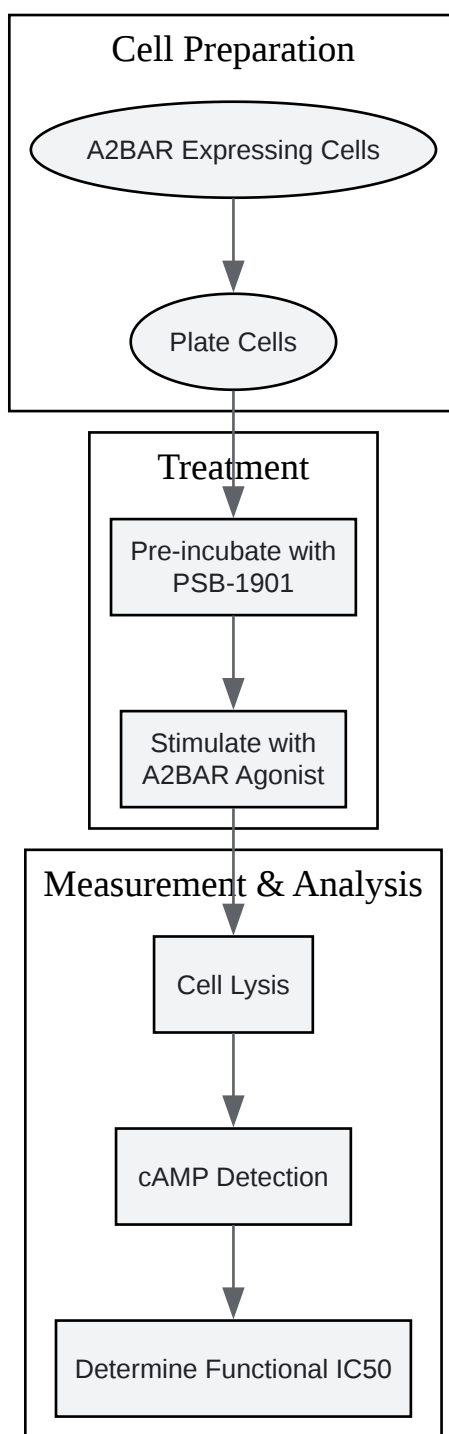 Cell Preparation
A2BAR Expressing Cells
Plate Cells
Treatment
Pre-incubate with
PSB-1901
Stimulate with
A2BAR Agonist
Measurement & Analysis
Cell Lysis
cAMP Detection
Determine Functional IC50